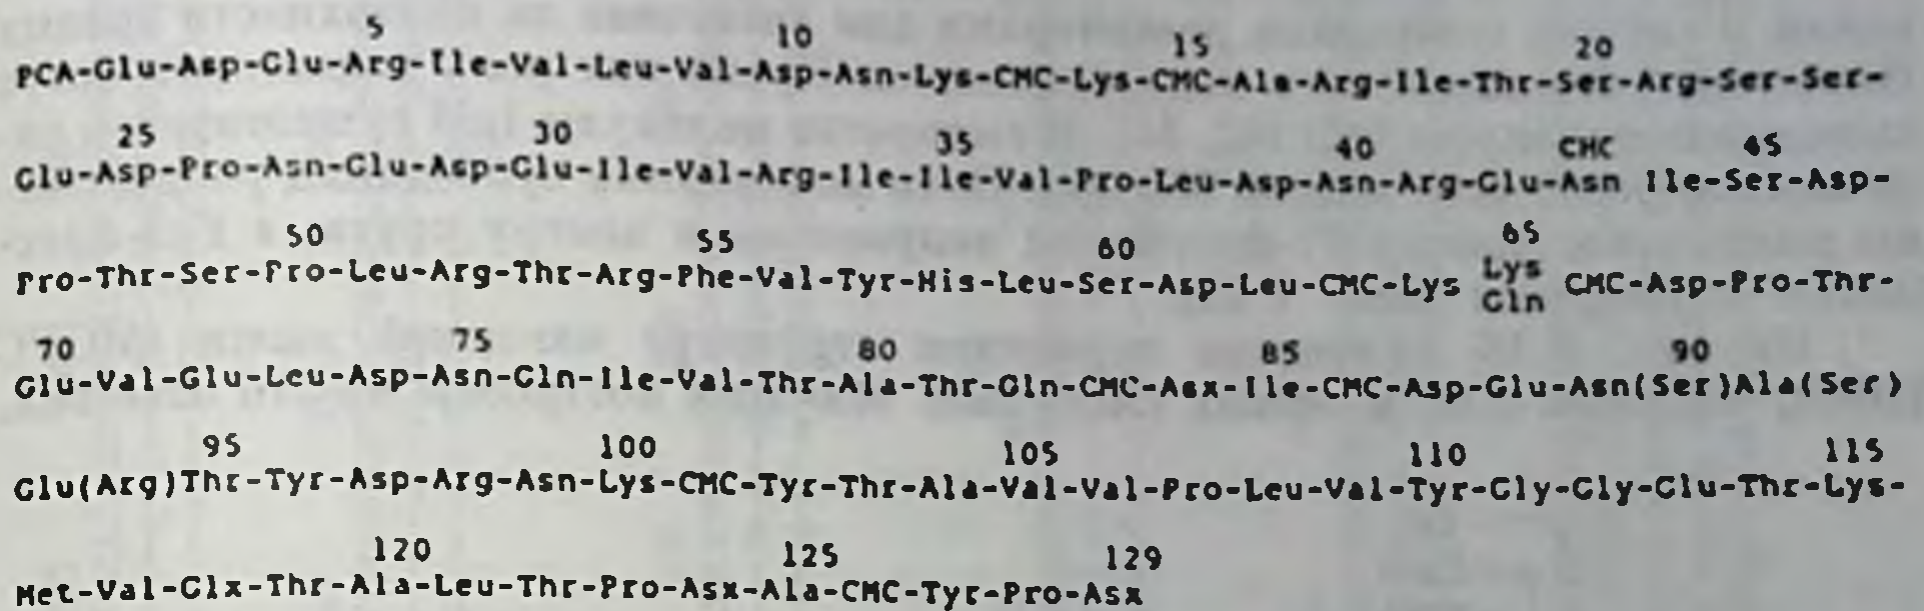 5 10 15 20
PCA-Glu-Asp-Glu-Arg-Ile-Val-Leu-Val-Asp-Asn-Lys-CMC-Lys-CMC-Ala-Arg-Ile-Thr-Ser-Arg-Ser-Ser-
25 30 35 40 CMC 45
Glu-Asp-Pro-Asn-Glu-Asp-Glu-Ile-Val-Arg-Ile-Ile-Val-Pro-Leu-Asp-Asn-Arg-Glu-Asn Ile-Ser-Asp-
50 55 60 65
Pro-Thr-Ser-Pro-Leu-Arg-Thr-Arg-Phe-Val-Tyr-His-Leu-Ser-Asp-Leu-CMC-Lys Lys CMC-Asp-Pro-Thr-
Gln
70 75 80 85 90
Glu-Val-Glu-Leu-Asp-Asn-Gln-Ile-Val-Thr-Ala-Thr-Gln-CMC-Asx-Ile-CMC-Asp-Glu-Asn(Ser)Ala(Ser)
95 100 105 110 115
Glu(Arg)Thr-Tyr-Asp-Arg-Asn-Lys-CMC-Tyr-Thr-Ala-Val-Val-Pro-Leu-Val-Tyr-Gly-Gly-Glu-Thr-Lys-
120 125 129
Met-Val-Glx-Thr-Ala-Leu-Thr-Pro-Asx-Ala-CMC-Tyr-Pro-Asx